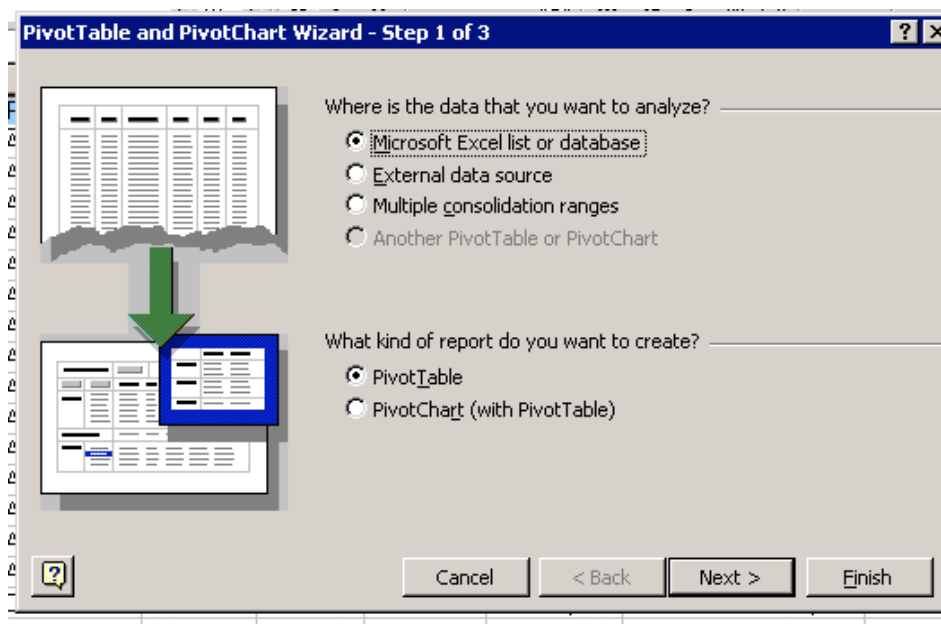 PivotTable and PivotChart Wizard - Step 1 of 3
Where is the data that you want to analyze?
Microsoft Excel list or database
External data source
Multiple consolidation ranges
Another PivotTable or PivotChart
What kind of report do you want to create?
PivotTable
PivotChart (with PivotTable)
Cancel
< Back
Next >
Finish